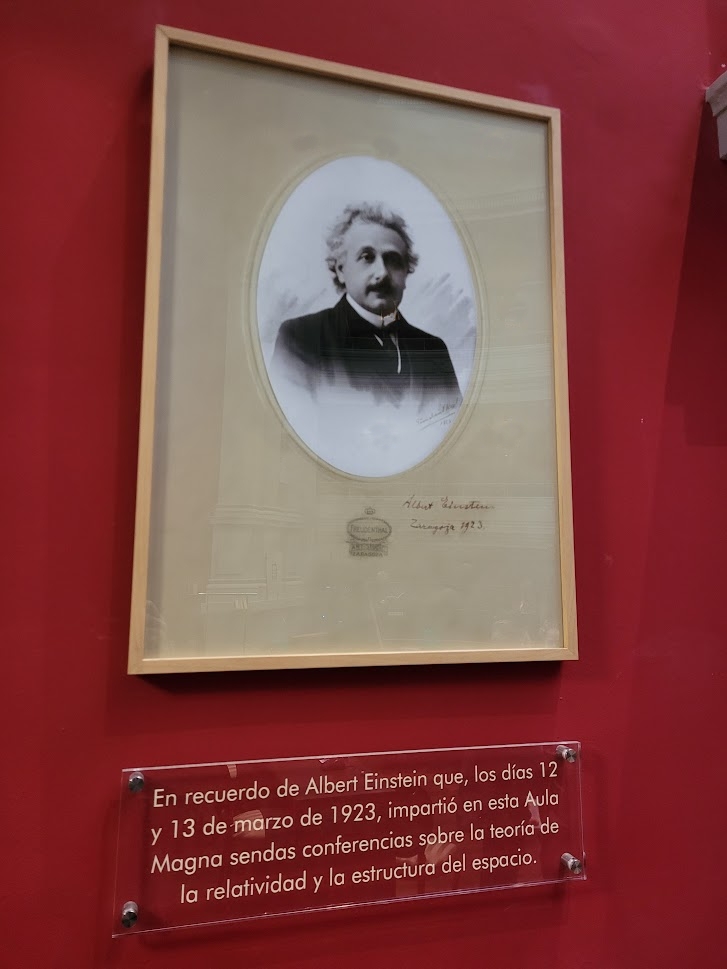 Albert Einstein
Zaragoza 1923.
FREUDENTHAL
En recuerdo de Albert Einstein que, los días 12
y 13 de marzo de 1923, impartió en esta Aula
Magna sendas conferencias sobre la teoría de
la relatividad y la estructura del espacio.